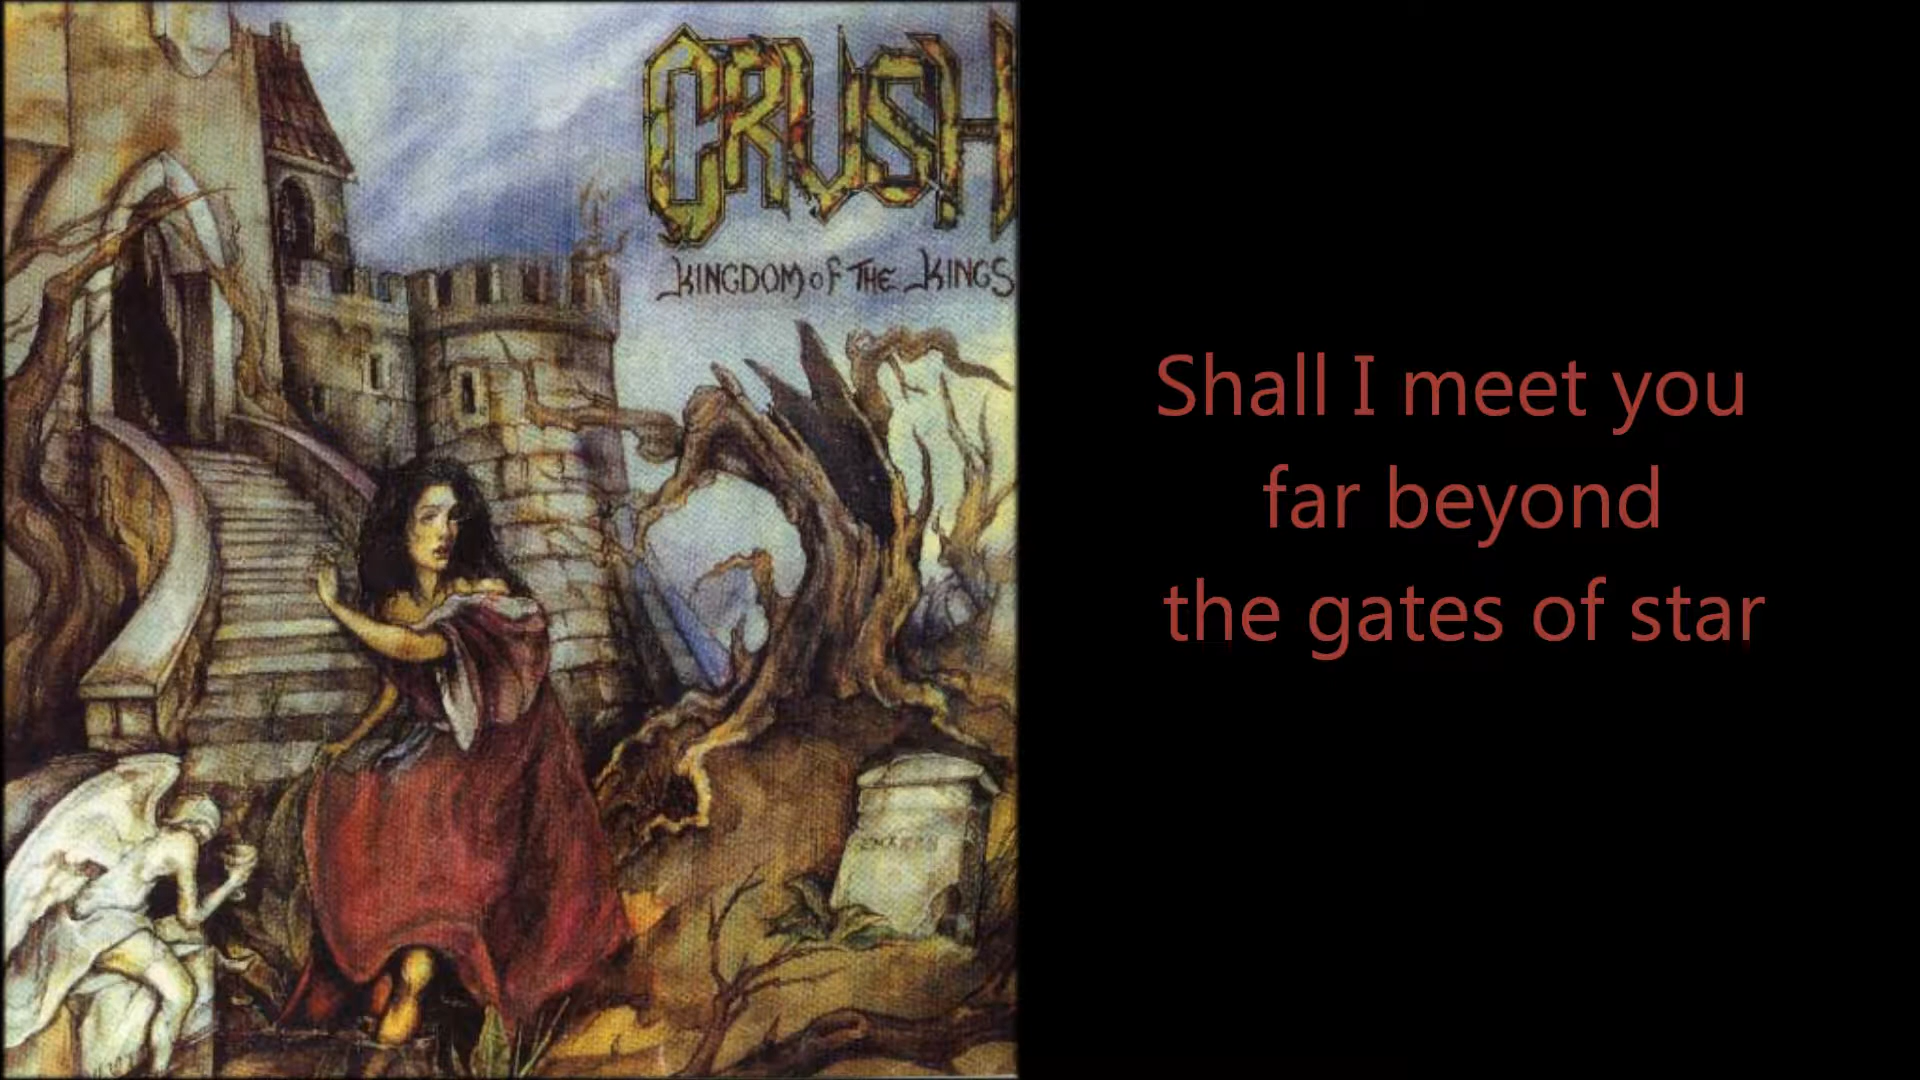 CRUSH
KINGDOM OF THE KINGS
Shall I meet you
far beyond
the gates of star